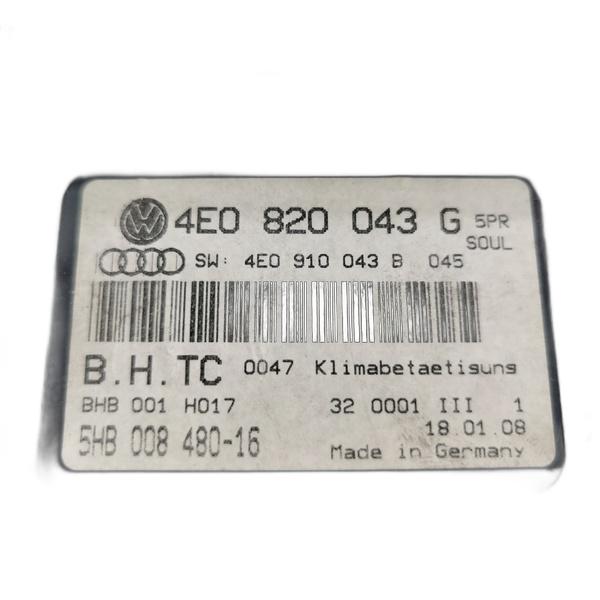 4E0 820 043 G 5PR
SOUL
SW: 4E0 910 043 B 045
B.H.TC 0047 Klimabetaetisung
BHB 001 H017 32 0001 III 1
18.01.08
5HB 008 480-16 Made in Germany